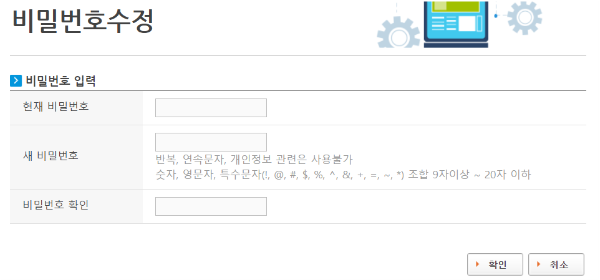 비밀번호수정
비밀번호 입력
현재 비밀번호
새 비밀번호
반복, 연속문자, 개인정보 관련은 사용불가
숫자, 영문자, 특수문자(!, @, #, $, %, ^, &, +, =, ~, *) 조합 9자이상 ~ 20자 이하
비밀번호 확인
확인
취소